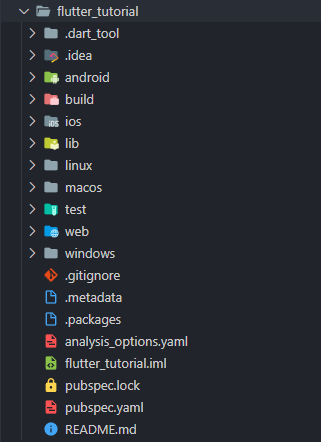 flutter_tutorial
.dart_tool
.idea
android
build
ios
lib
linux
macos
test
web
windows
.gitignore
.metadata
.packages
analysis_options.yaml
flutter_tutorial.iml
pubspec.lock
pubspec.yaml
README.md